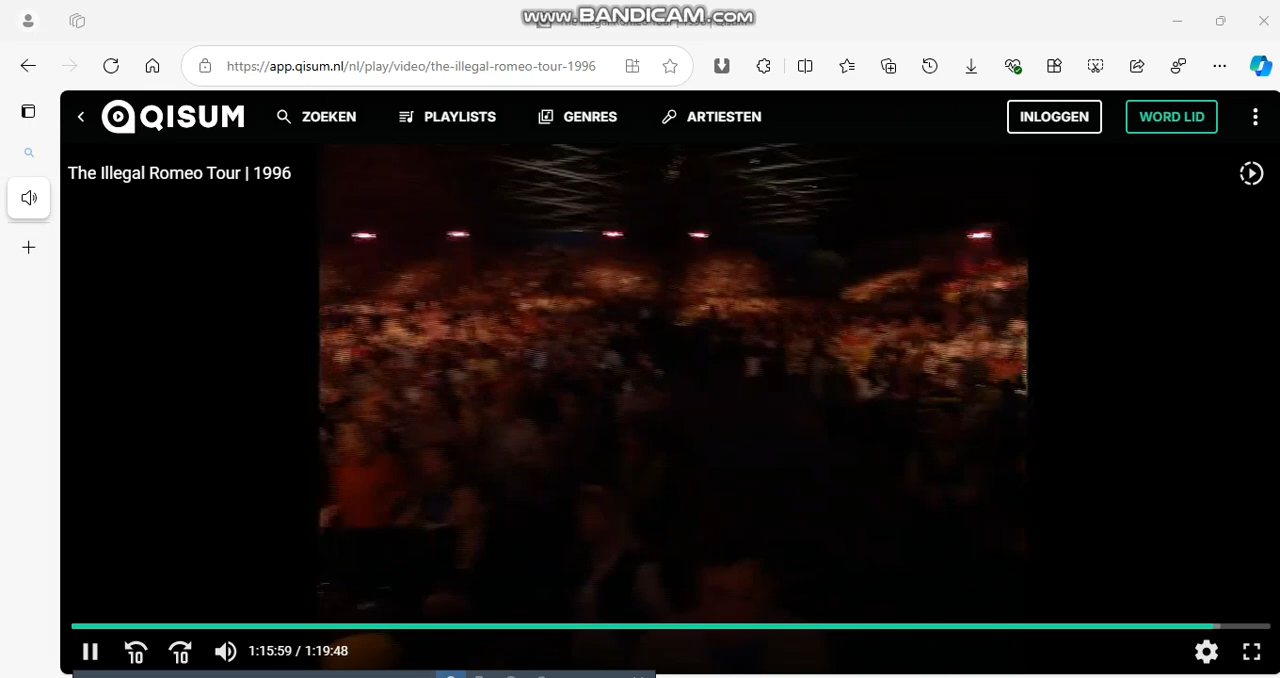 www.BANDICAM.com
https://app.qisum.nl/nl/play/video/the-illegal-romeo-tour-1996
QISUM
ZOEKEN
PLAYLISTS
GENRES
ARTIESTEN
INLOGGEN
WORD LID
The Illegal Romeo Tour | 1996
10
10
1:15:59 / 1:19:48